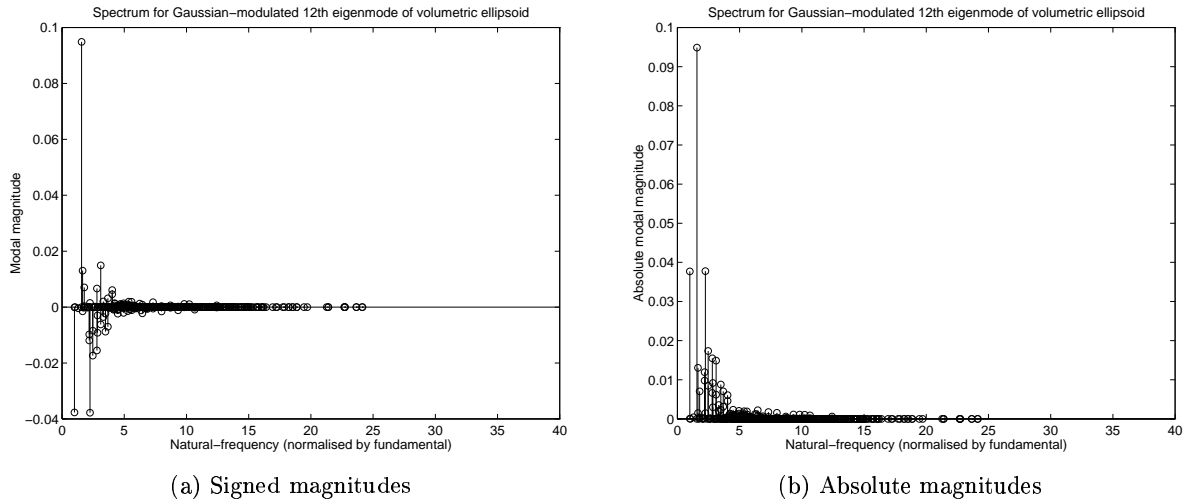 Spectrum for Gaussian−modulated 12th eigenmode of volumetric ellipsoid
0.1
0.08
0.06
0.04
0.02
0
−0.02
−0.04
Modal magnitude
0 5 10 15 20 25 30 35 40
Natural−frequency (normalised by fundamental)
(a) Signed magnitudes
Spectrum for Gaussian−modulated 12th eigenmode of volumetric ellipsoid
0.1
0.09
0.08
0.07
0.06
0.05
0.04
0.03
0.02
0.01
0
Absolute modal magnitude
0 5 10 15 20 25 30 35 40
Natural−frequency (normalised by fundamental)
(b) Absolute magnitudes